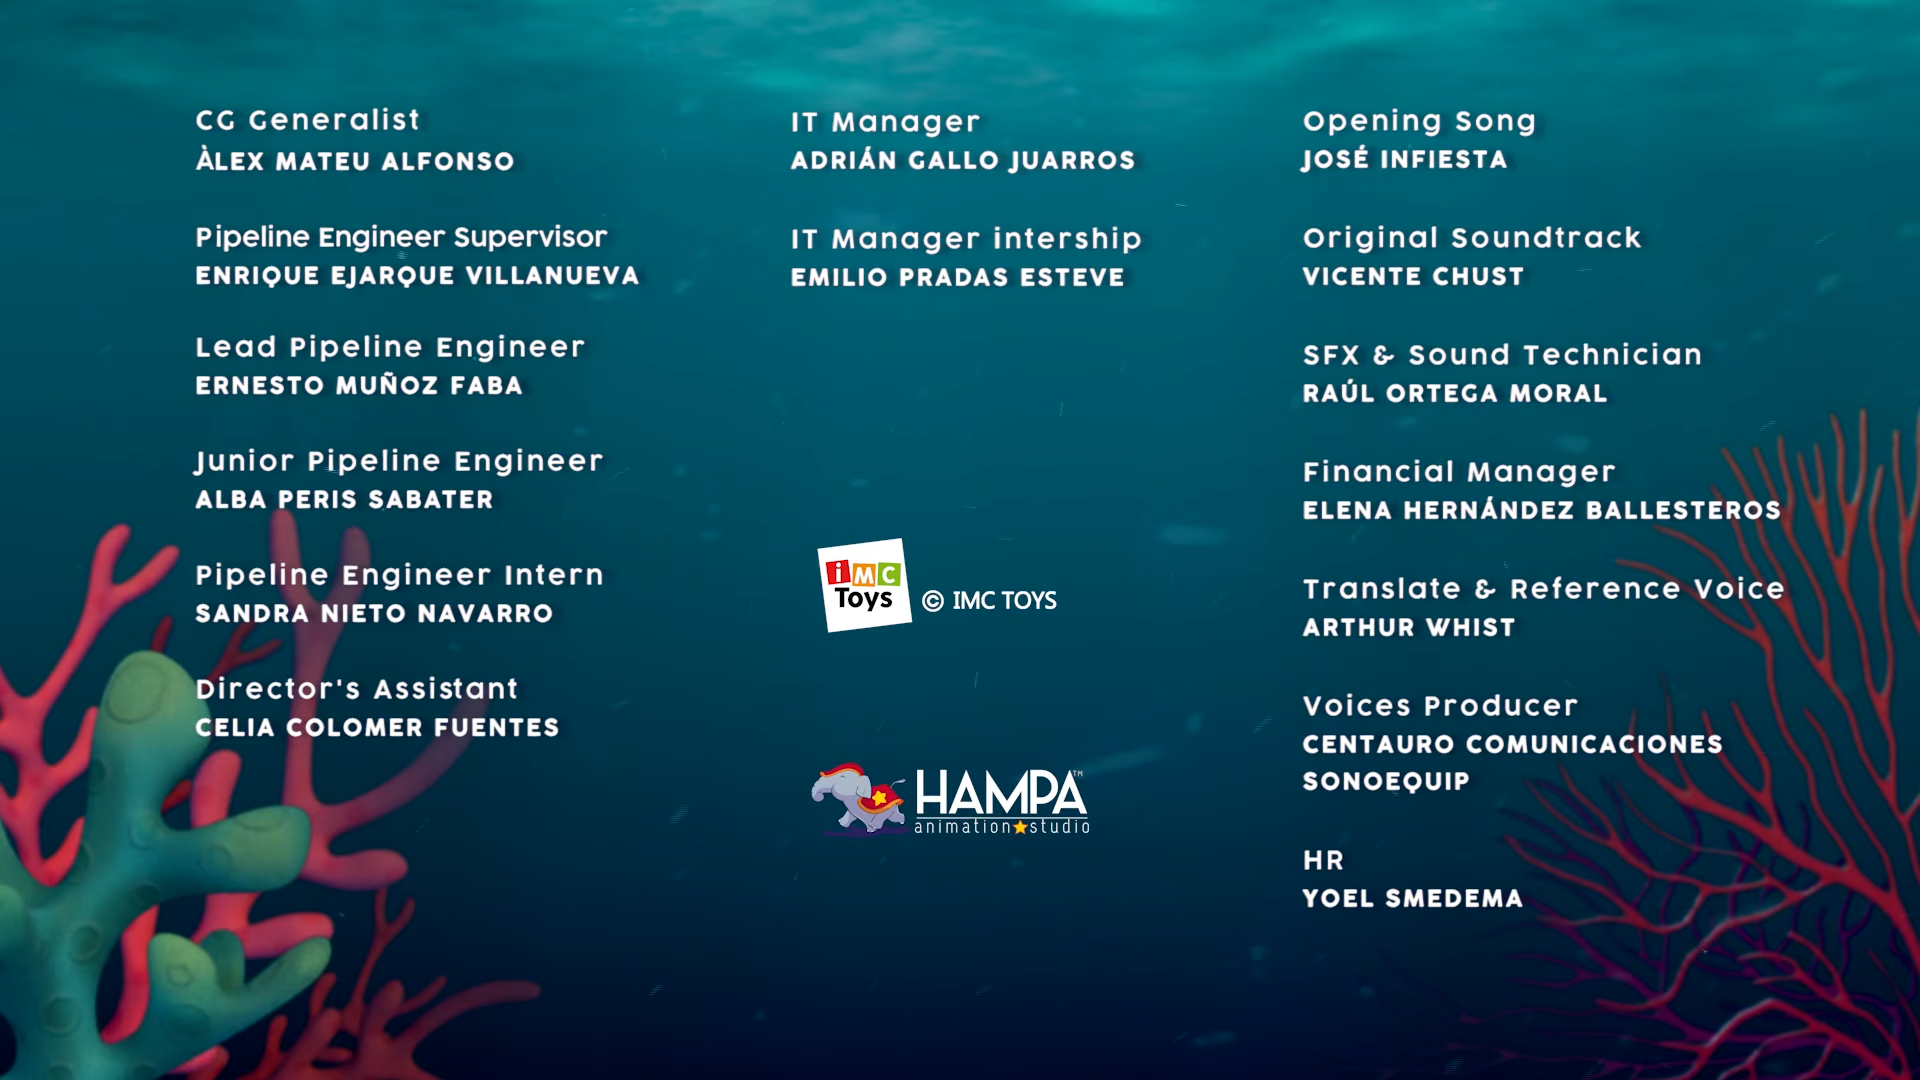 CG Generalist
ÀLEX MATEU ALFONSO
Pipeline Engineer Supervisor
ENRIQUE EJARQUE VILLANUEVA
Lead Pipeline Engineer
ERNESTO MUÑOZ FABA
Junior Pipeline Engineer
ALBA PERIS SABATER
Pipeline Engineer Intern
SANDRA NIETO NAVARRO
Director's Assistant
CELIA COLOMER FUENTES
IT Manager
ADRIÁN GALLO JUARROS
IT Manager intership
EMILIO PRADAS ESTEVE
iMC
Toys
© IMC TOYS
HAMPA™
animation studio
Opening Song
JOSÉ INFIESTA
Original Soundtrack
VICENTE CHUST
SFX & Sound Technician
RAÚL ORTEGA MORAL
Financial Manager
ELENA HERNÁNDEZ BALLESTEROS
Translate & Reference Voice
ARTHUR WHIST
Voices Producer
CENTAURO COMUNICACIONES
SONOEQUIP
HR
YOEL SMEDEMA